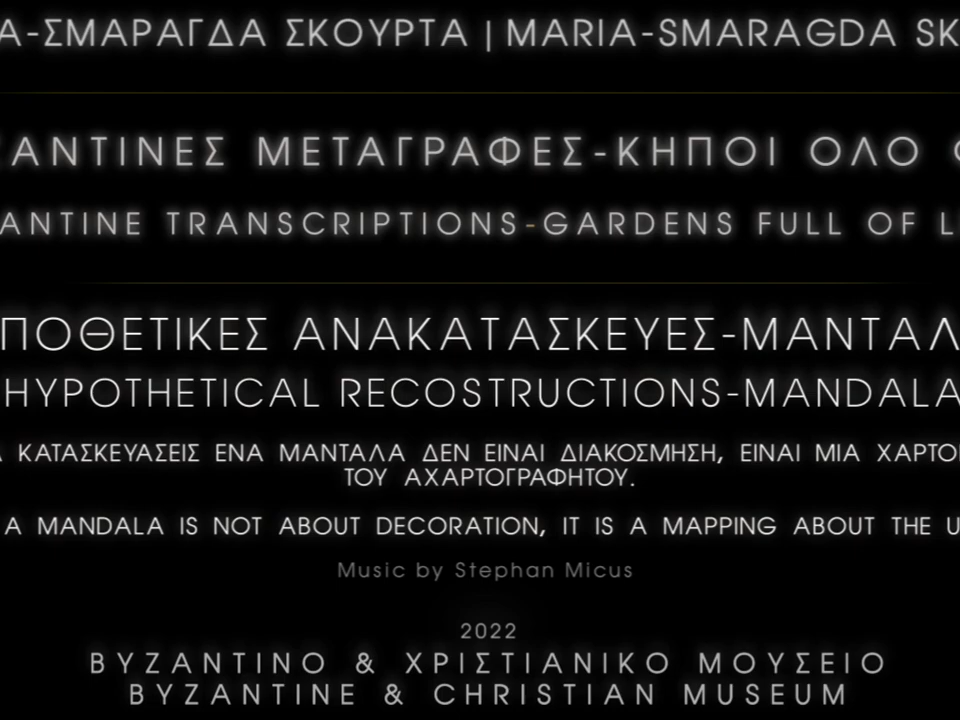 Α-ΣΜΑΡΑΓΔΑ ΣΚΟΥΡΤΑ | MARIA-SMARAGDA SK
ΖΑΝΤΙΝΕΣ ΜΕΤΑΓΡΑΦΕΣ-ΚΗΠΟΙ ΟΛΟ
ANTINE TRANSCRIPTIONS-GARDENS FULL OF L
ΠΟΘΕΤΙΚΕΣ ΑΝΑΚΑΤΑΣΚΕΥΕΣ-ΜΑΝΤΑΛ
HYPOTHETICAL RECOSTRUCTIONS-MANDALA
ΚΑΤΑΣΚΕΥΑΣΕΙΣ ΕΝΑ ΜΑΝΤΑΛΑ ΔΕΝ ΕΙΝΑΙ ΔΙΑΚΟΣΜΗΣΗ, ΕΙΝΑΙ ΜΙΑ ΧΑΡΤΟ
ΤΟΥ ΑΧΑΡΤΟΓΡΑΦΗΤΟΥ.
A MANDALA IS NOT ABOUT DECORATION, IT IS A MAPPING ABOUT THE U
Music by Stephan Micus
2022
ΒΥΖΑΝΤΙΝΟ & ΧΡΙΣΤΙΑΝΙΚΟ ΜΟΥΣΕΙΟ
BYZANTINE & CHRISTIAN MUSEUM